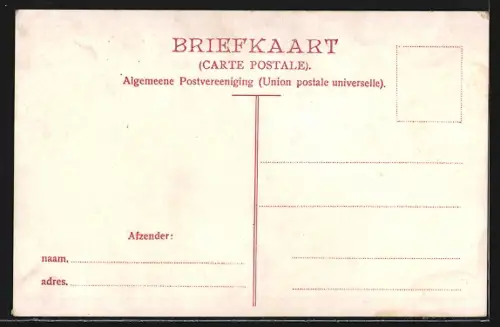 BRIEFKAART
(CARTE POSTALE).
Algemeene Postvereeniging (Union postale universelle).
Afzender:
naam.
adres.